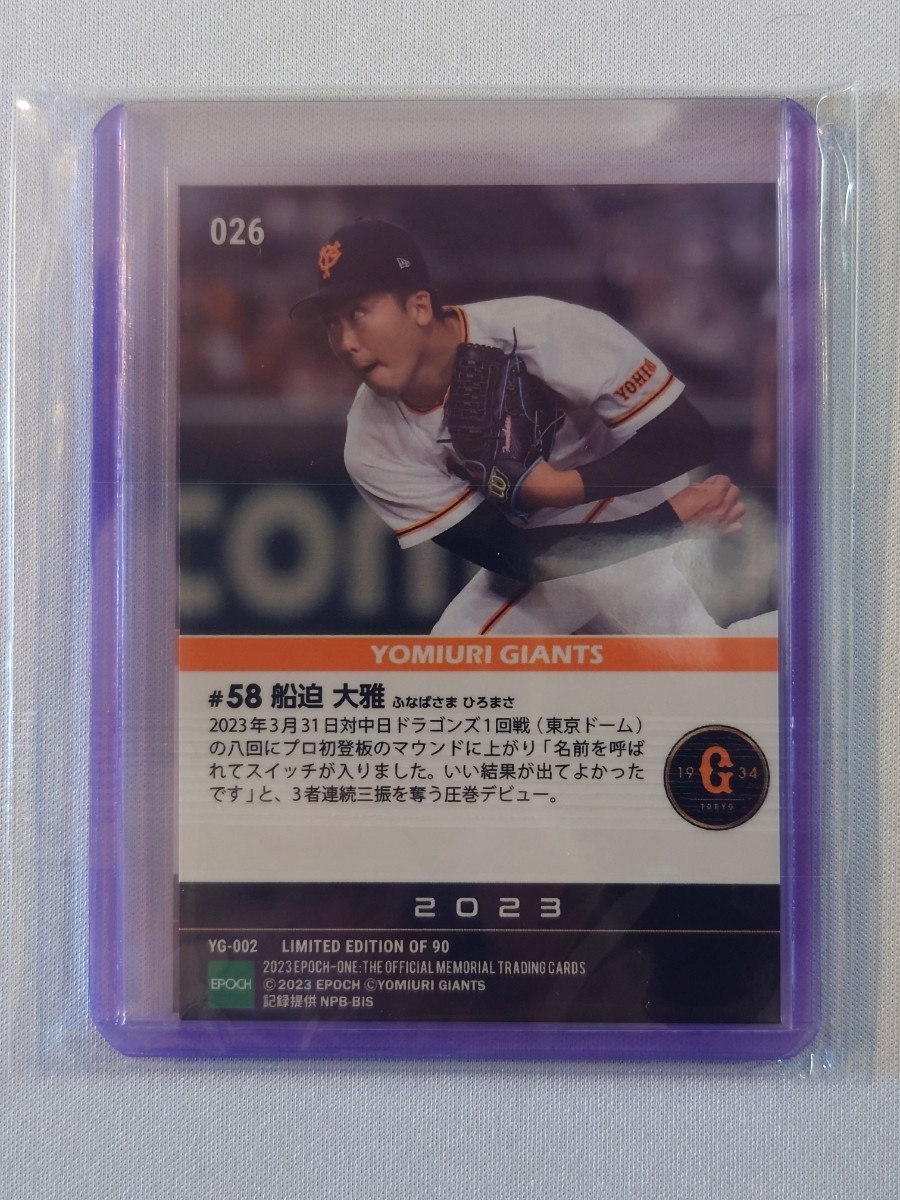 026
YG
YOMIURI
com
YOMIURI GIANTS
#58 船迫 大雅 ふなばさま ひろまさ
2023年3月31日対中日ドラゴンズ1回戦（東京ドーム）
の八回にプロ初登板のマウンドに上がり「名前を呼ば
れてスイッチが入りました。いい結果が出てよかった
です」と、3者連続三振を奪う圧巻デビュー。
19 G 34
TOKYO
2023
YG-002 LIMITED EDITION OF 90
2023 EPOCH-ONE:THE OFFICIAL MEMORIAL TRADING CARDS
EPOCH © 2023 EPOCH ©YOMIURI GIANTS
記録提供 NPB-BIS